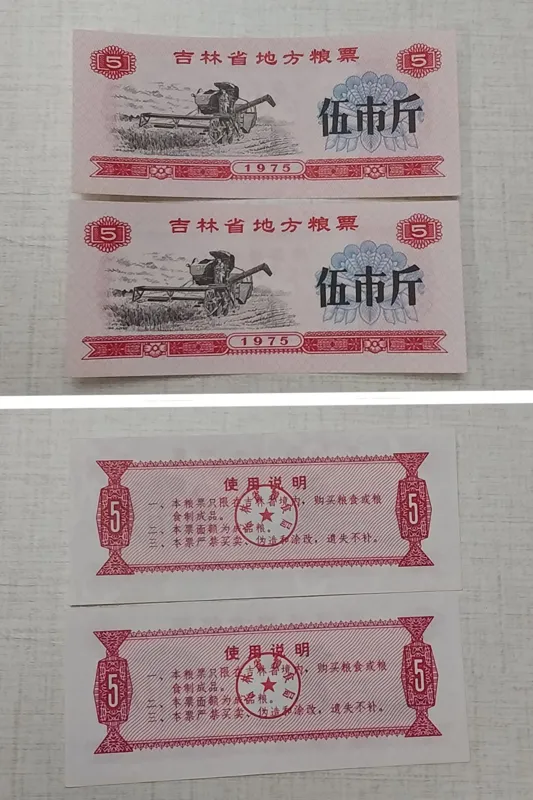 5 吉林省地方粮票 5
伍市斤
1975
5 吉林省地方粮票 5
伍市斤
1975
使用说明
一、本粮票只限在吉林省境内，购买粮食或粮
食制成品。
二、本票面额为成品粮。
三、本票严禁买卖、伪造和涂改，遗失不补。
5 5
使用说明
一、本粮票只限在吉林省境内，购买粮食或粮
食制成品。
二、本票面额为成品粮。
三、本票严禁买卖、伪造和涂改，遗失不补。
5 5